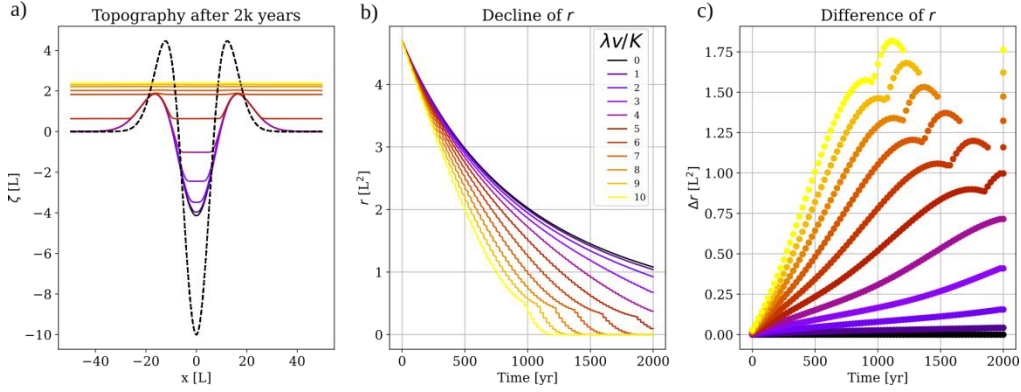 a)
Topography after 2k years
ζ [L]
4
2
0
−2
−4
−6
−8
−10
−40 −20 0 20 40
x [L]
b)
Decline of r
r [L²]
4
3
2
1
0
λv/K
0
1
2
3
4
5
6
7
8
9
10
0 500 1000 1500 2000
Time [yr]
c)
Difference of r
Δr [L²]
1.75
1.50
1.25
1.00
0.75
0.50
0.25
0.00
0 500 1000 1500 2000
Time [yr]